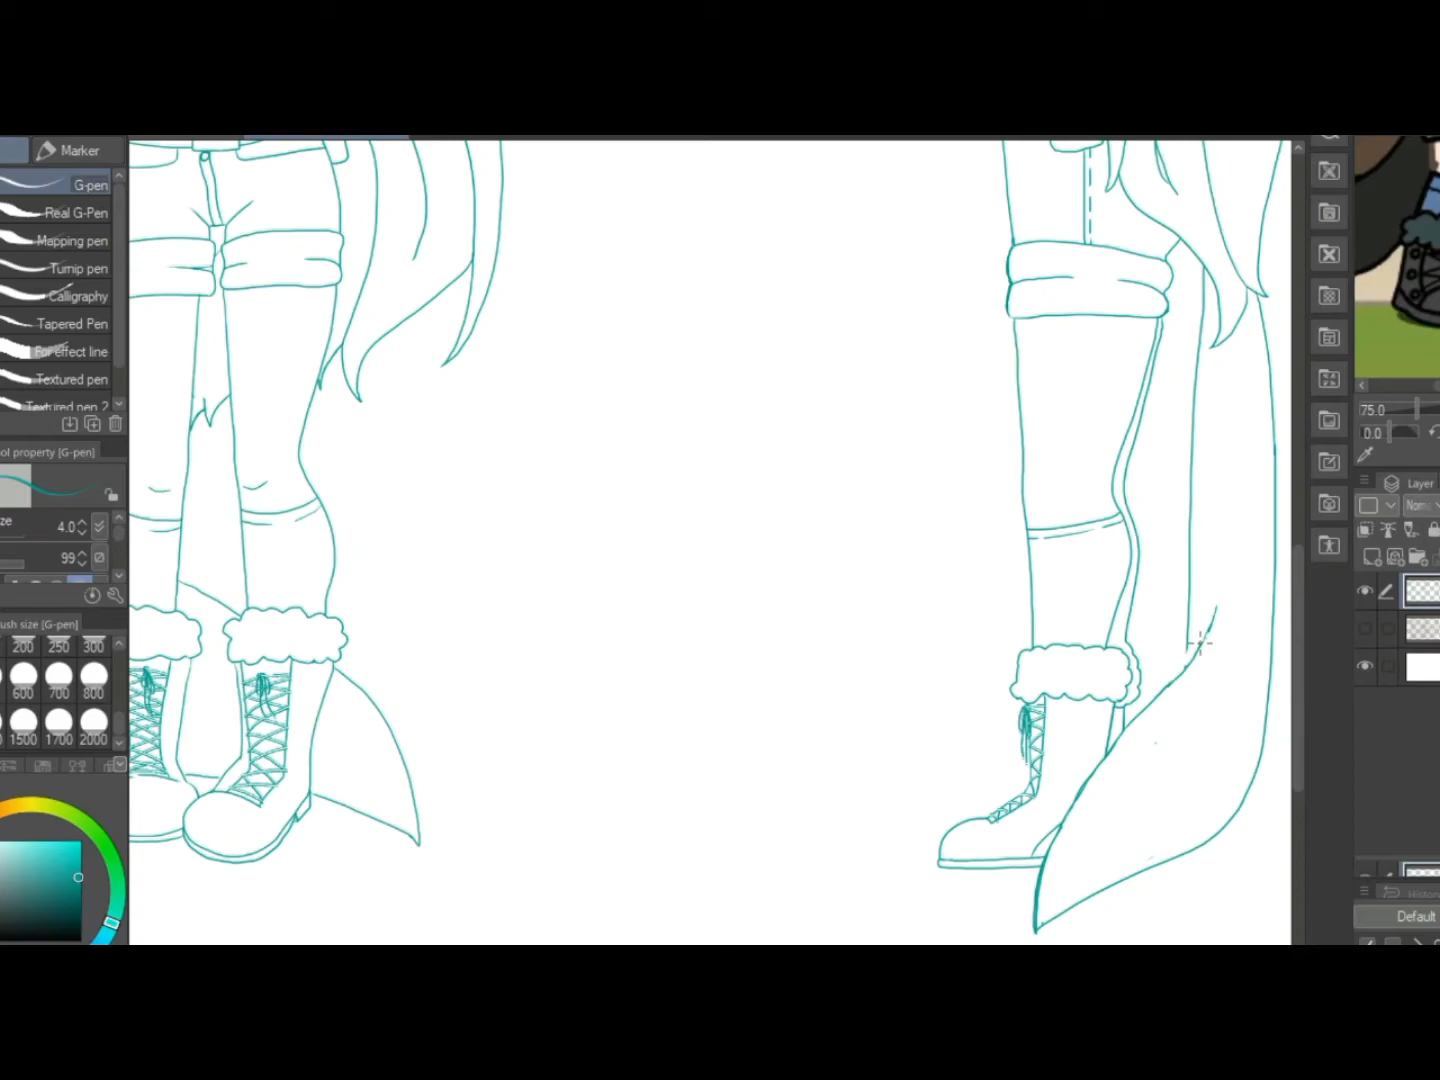 Marker
G-pen
Real G-Pen
Mapping pen
Turnip pen
Calligraphy
Tapered Pen
For effect line
Textured pen
Textured pen 2
ol property [G-pen]
ze 4.0
99
ush size [G-pen]
200 250 300
600 700 800
1500 1700 2000
75.0
0.0
Layer
Norm
Histor
Default